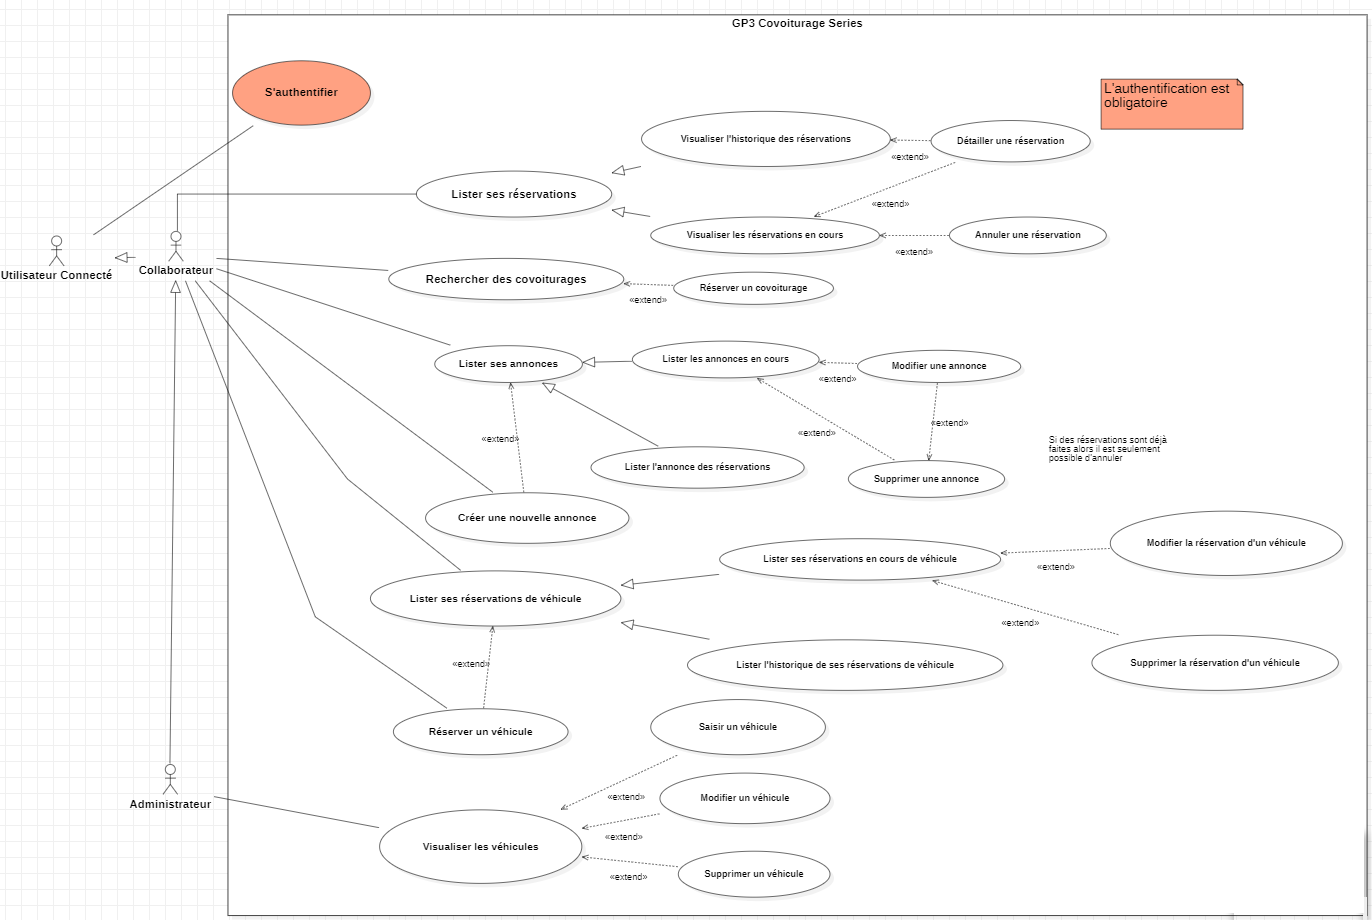 GP3 Covoiturage Series
S'authentifier
L'authentification est
obligatoire
Visualiser l'historique des réservations
Détailler une réservation
«extend»
Lister ses réservations
«extend»
Visualiser les réservations en cours
Annuler une réservation
«extend»
Utilisateur Connecté
Collaborateur
Rechercher des covoiturages
Réserver un covoiturage
«extend»
Lister ses annonces
Lister les annonces en cours
Modifier une annonce
«extend»
«extend»
«extend»
«extend»
Si des réservations sont déjà
faites alors il est seulement
possible d'annuler
Lister l'annonce des réservations
Supprimer une annonce
Créer une nouvelle annonce
Lister ses réservations en cours de véhicule
Modifier la réservation d'un véhicule
«extend»
Lister ses réservations de véhicule
«extend»
«extend»
Lister l'historique de ses réservations de véhicule
Supprimer la réservation d'un véhicule
Réserver un véhicule
Saisir un véhicule
Administrateur
«extend»
Modifier un véhicule
«extend»
Visualiser les véhicules
«extend»
Supprimer un véhicule